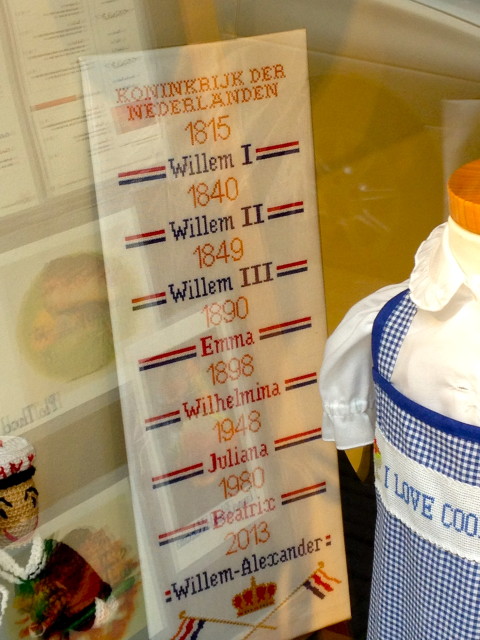 KONINKRIJK DER
NEDERLANDEN
1815
Willem I
1840
Willem II
1849
Willem III
1890
Emma
1898
Wilhelmina
1948
Juliana
1980
Beatrix
2013
Willem-Alexander
I LOVE COO